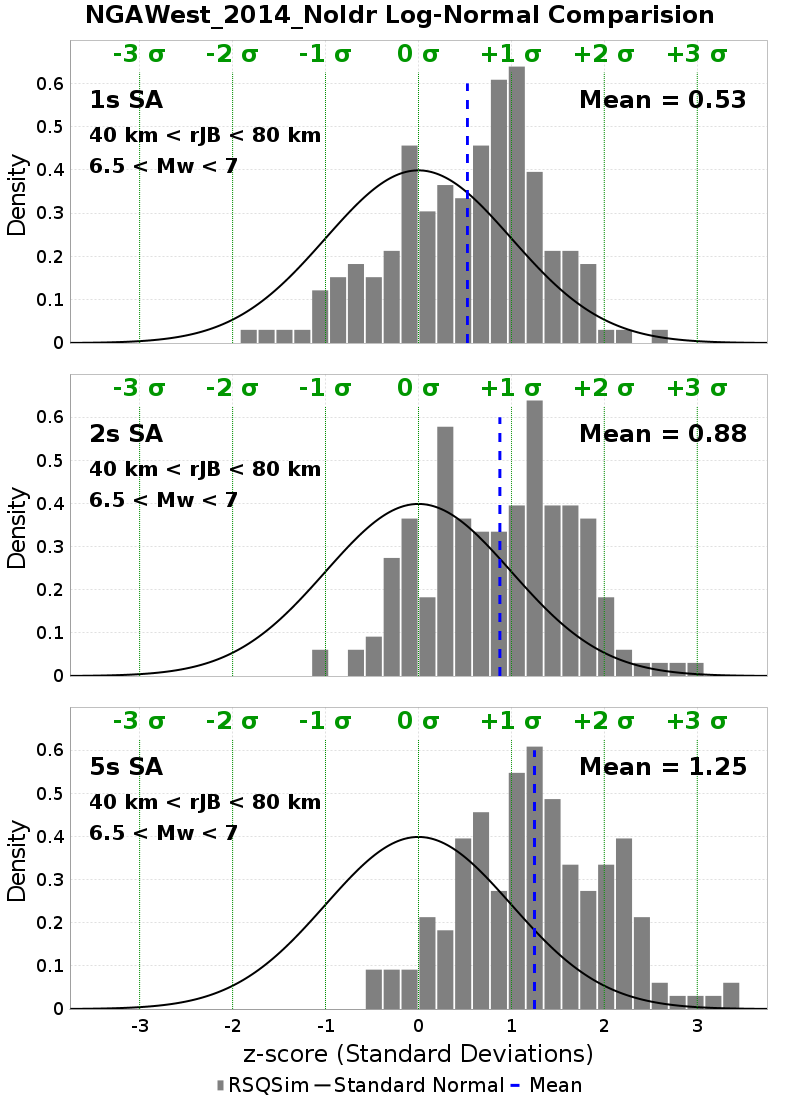 NGAWest_2014_NoIdr Log-Normal Comparision
-3 σ -2 σ -1 σ 0 σ +1 σ +2 σ +3 σ
1s SA
Mean = 0.53
40 km < rJB < 80 km
6.5 < Mw < 7
0.6
0.5
0.4
0.3
0.2
0.1
0
Density
-3 σ -2 σ -1 σ 0 σ +1 σ +2 σ +3 σ
2s SA
Mean = 0.88
40 km < rJB < 80 km
6.5 < Mw < 7
0.6
0.5
0.4
0.3
0.2
0.1
0
Density
-3 σ -2 σ -1 σ 0 σ +1 σ +2 σ +3 σ
5s SA
Mean = 1.25
40 km < rJB < 80 km
6.5 < Mw < 7
0.6
0.5
0.4
0.3
0.2
0.1
0
Density
-3 -2 -1 0 1 2 3
z-score (Standard Deviations)
RSQSim Standard Normal Mean